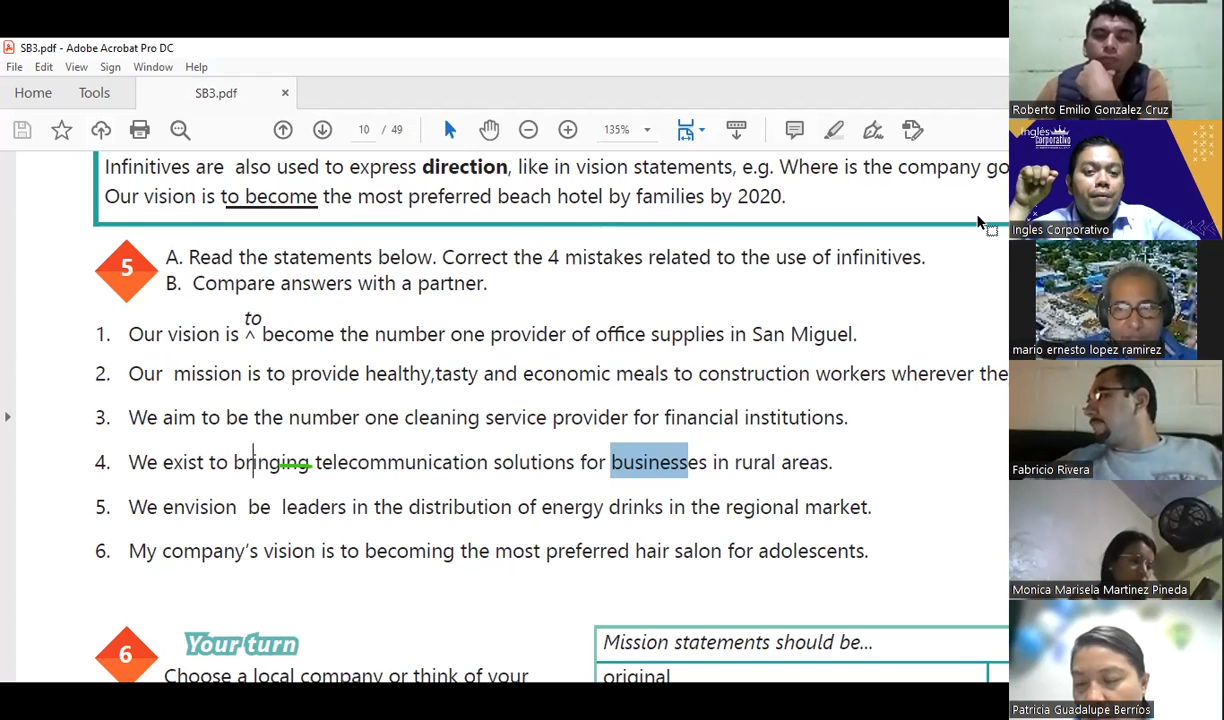 SB3.pdf - Adobe Acrobat Pro DC
File Edit View Sign Window Help
Home Tools SB3.pdf ×
10 / 49 135%
Infinitives are also used to express direction, like in vision statements, e.g. Where is the company go
Our vision is to become the most preferred beach hotel by families by 2020.
5 A. Read the statements below. Correct the 4 mistakes related to the use of infinitives.
B. Compare answers with a partner.
to
1. Our vision is ^ become the number one provider of office supplies in San Miguel.
2. Our mission is to provide healthy,tasty and economic meals to construction workers wherever the
3. We aim to be the number one cleaning service provider for financial institutions.
4. We exist to bringing telecommunication solutions for businesses in rural areas.
5. We envision be leaders in the distribution of energy drinks in the regional market.
6. My company's vision is to becoming the most preferred hair salon for adolescents.
6 Your turn
Choose a local company or think of your
Mission statements should be...
original
Roberto Emilio Gonzalez Cruz
Inglés
Corporativo
Ingles Corporativo
mario ernesto lopez ramirez
Fabricio Rivera
Monica Marisela Martinez Pineda
Patricia Guadalupe Berríos